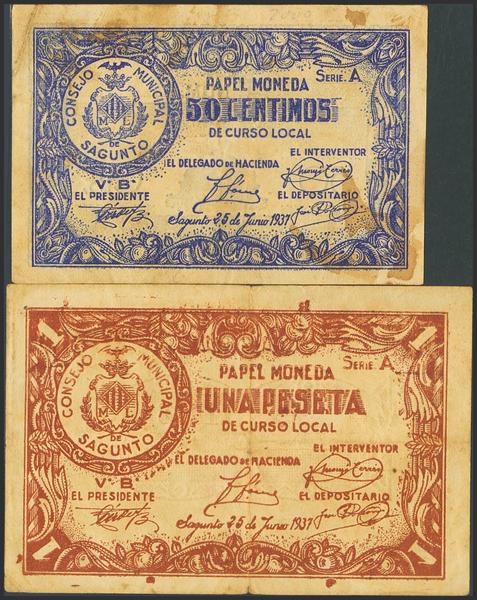 SERIE. A
CONSEJO MUNICIPAL
DE
SAGUNTO
M L
PAPEL MONEDA
50 CENTIMOS
DE CURSO LOCAL
EL DELEGADO DE HACIENDA
EL INTERVENTOR
V. B.
EL PRESIDENTE
EL DEPOSITARIO
Sagunto 25 de Junio 1937
1
1
SERIE. A
CONSEJO MUNICIPAL
DE
SAGUNTO
M L
PAPEL MONEDA
UNA PESETA
DE CURSO LOCAL
EL DELEGADO DE HACIENDA
EL INTERVENTOR
V. B.
EL PRESIDENTE
EL DEPOSITARIO
Sagunto 25 de Junio 1937
1
1